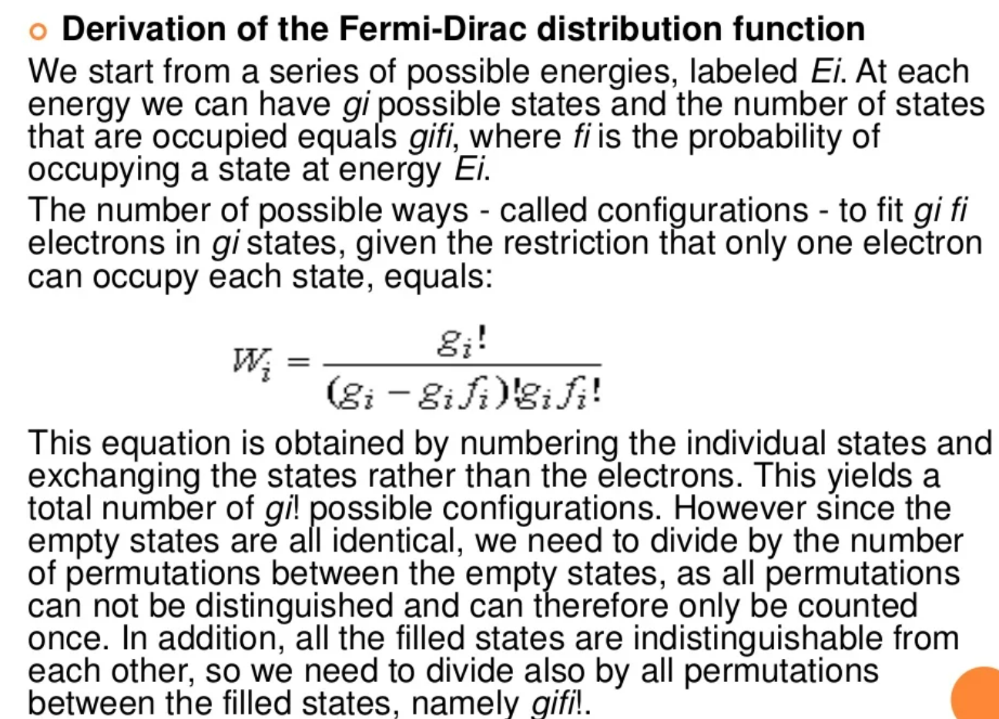 Derivation of the Fermi-Dirac distribution function
We start from a series of possible energies, labeled Ei. At each
energy we can have gi possible states and the number of states
that are occupied equals gifi, where fi is the probability of
occupying a state at energy Ei.
The number of possible ways - called configurations - to fit gi fi
electrons in gi states, given the restriction that only one electron
can occupy each state, equals:
W_i = g_i! / (g_i − g_i f_i)!g_i f_i!
This equation is obtained by numbering the individual states and
exchanging the states rather than the electrons. This yields a
total number of gi! possible configurations. However since the
empty states are all identical, we need to divide by the number
of permutations between the empty states, as all permutations
can not be distinguished and can therefore only be counted
once. In addition, all the filled states are indistinguishable from
each other, so we need to divide also by all permutations
between the filled states, namely gifi!.